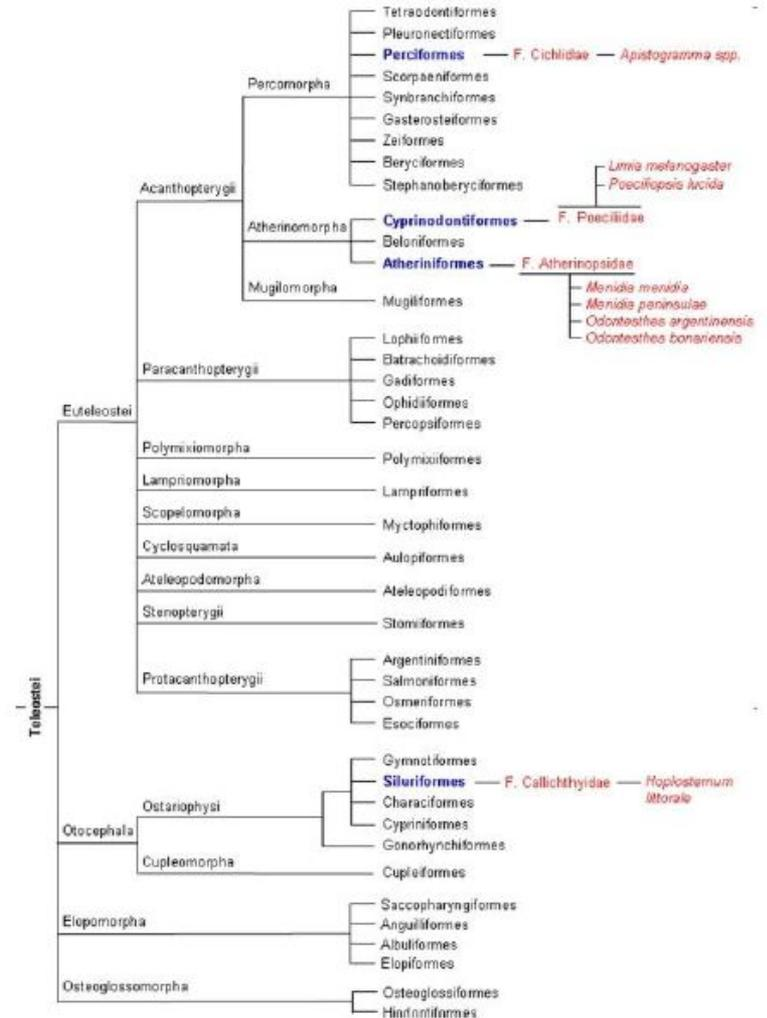 Tetraodontiformes
Pleuronectiformes
Perciformes F. Cichlidae Apistogramma spp.
Percomorpha
Scorpaeniformes
Synbranchiformes
Gasterosteiformes
Zeiformes
Beryciformes
Limia melanogaster
Stephanoberyciformes
Poeciliopsis lucida
Acanthopterygii
Cyprinodontiformes F. Poeciliidae
Atherinomorpha
Beloniformes
Atheriniformes F. Atherinopsidae
Mugilomorpha
Menidia menidia
Mugiliformes
Menidia peninsulae
Odontesthes argentinensis
Odontesthes bonariensis
Lophiiformes
Batrachoidiformes
Paracanthopterygii
Gadiformes
Ophidiiformes
Percopsiformes
Euteleostei
Polymixiomorpha
Polymixiiformes
Lampriomorpha
Lampriformes
Scopelomorpha
Myctophiformes
Cyclosquamata
Aulopiformes
Ateleopodomorpha
Ateleopodiformes
Stenopterygii
Stomiiformes
Argentiniformes
Protacanthopterygii
Salmoniformes
Osmeriformes
Esociformes
Teleostei
Gymnotiformes
Siluriformes F. Callichthyidae Hoplosternum
littorale
Ostariophysi
Characiformes
Otocephala
Cypriniformes
Gonorhynchiformes
Cupleomorpha
Cupleiformes
Saccopharyngiformes
Elopomorpha
Anguilliformes
Albuliformes
Elopiformes
Osteoglossomorpha
Osteoglossiformes
Hindontiformes